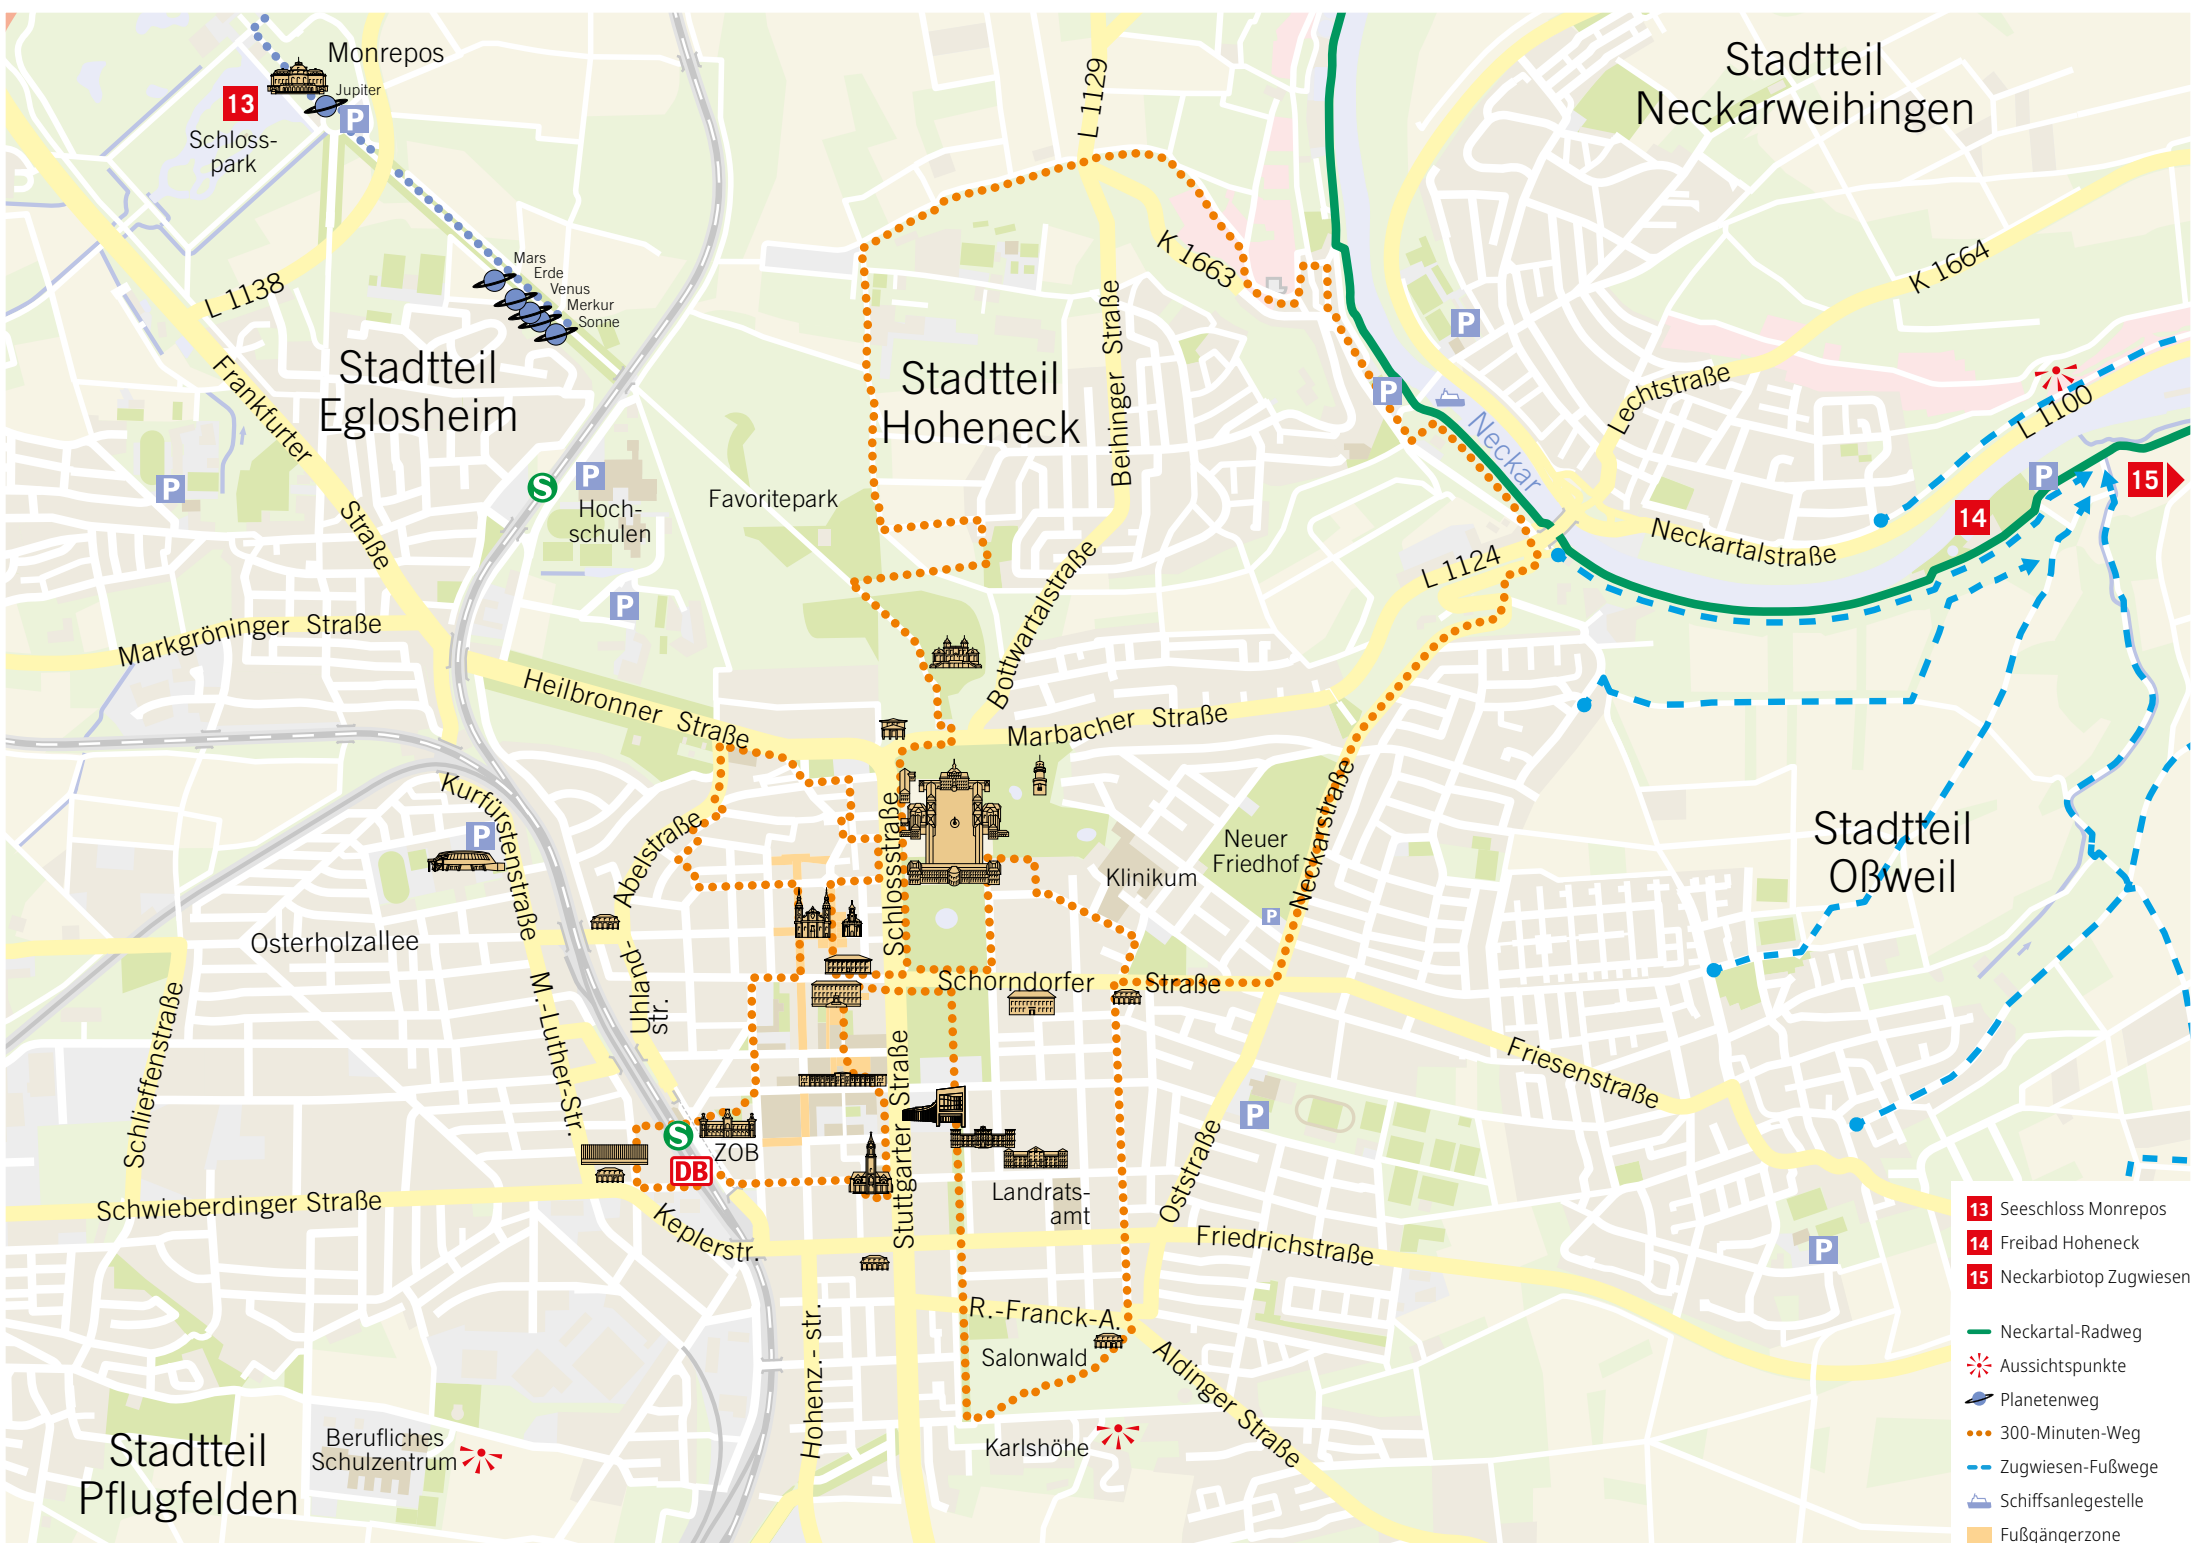 Monrepos
Jupiter
13
P
Schloss-
park
L 1129
Stadtteil
Neckarweihingen
L 1138
Mars
Erde
Venus
Merkur
Sonne
K 1663
K 1664
Stadtteil
Eglosheim
Frankfurter Straße
Stadtteil
Hoheneck
Beihinger Straße
P
P
Neckar
Lechtstraße
L 1100
P
15
14
Neckartalstraße
P
S
P
Hoch-
schulen
Favoritepark
P
L 1124
Markgröninger Straße
Heilbronner Straße
Bottwartalstraße
Marbacher Straße
Kurfürstenstraße
P
Abelstraße
Schlossstraße
Neuer
Friedhof
Klinikum
P
Neckarstraße
Stadtteil
Oßweil
Osterholzallee
Uhland-
str.
M.-Luther-Str.
Schlieffenstraße
Schorndorfer Straße
Friesenstraße
Stuttgarter Straße
P
S
DB
ZOB
Landrats-
amt
Oststraße
Schwieberdinger Straße
Keplerstr.
Friedrichstraße
P
Hohenz.-str.
R.-Franck-A.
Salonwald
Aldinger Straße
Karlshöhe
Berufliches
Schulzentrum
Stadtteil
Pflugfelden
13 Seeschloss Monrepos
14 Freibad Hoheneck
15 Neckarbiotop Zugwiesen
Neckartal-Radweg
Aussichtspunkte
Planetenweg
300-Minuten-Weg
Zugwiesen-Fußwege
Schiffsanlegestelle
Fußgängerzone